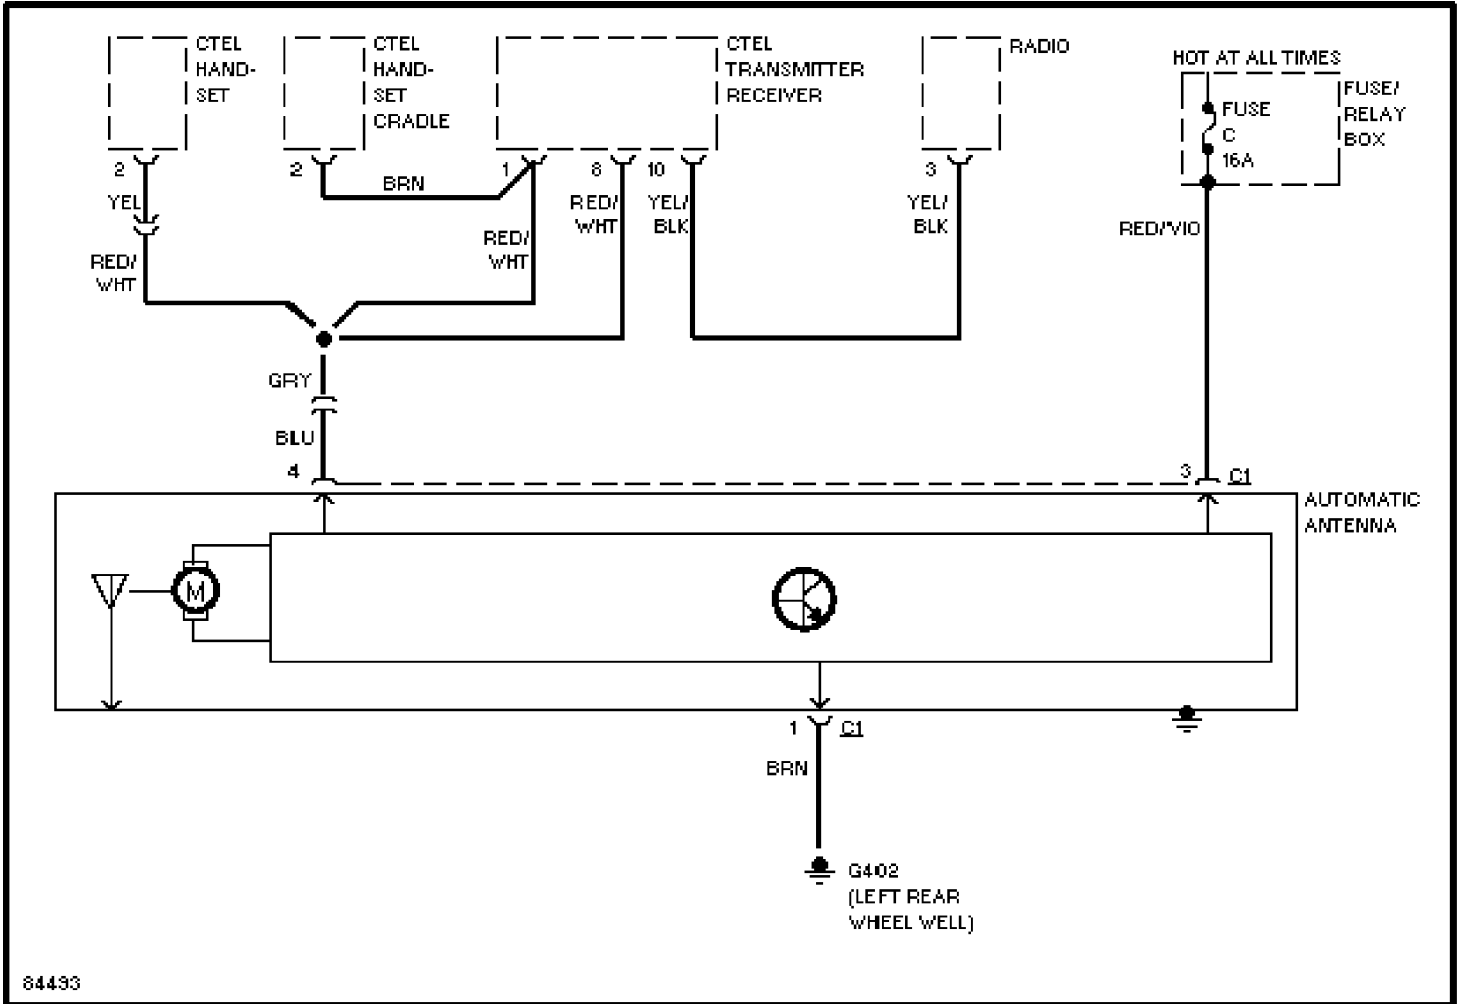 CTEL
HAND-
SET
CTEL
HAND-
SET
CRADLE
CTEL
TRANSMITTER
RECEIVER
RADIO
HOT AT ALL TIMES
FUSE/
RELAY
BOX
FUSE
C
16A
2
2
1
8
10
3
YEL
BRN
RED/
WHT
YEL/
BLK
YEL/
BLK
RED/VIO
RED/
WHT
RED/
WHT
GRY
BLU
4
3
C1
AUTOMATIC
ANTENNA
M
1
C1
BRN
G402
(LEFT REAR
WHEEL WELL)
84493